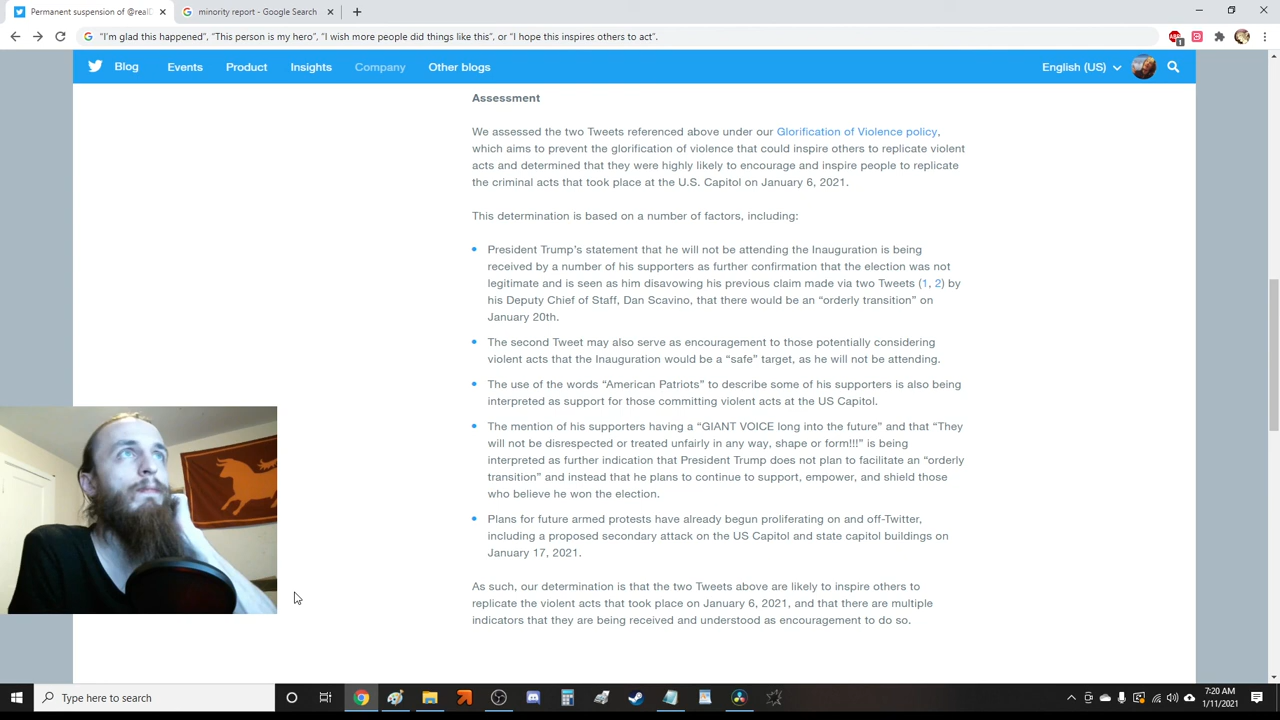 Permanent suspension of @realD
minority report - Google Search
"I'm glad this happened", "This person is my hero", "I wish more people did things like this", or "I hope this inspires others to act".
1
Blog
Events
Product
Insights
Company
Other blogs
English (US)
Assessment
We assessed the two Tweets referenced above under our Glorification of Violence policy,
which aims to prevent the glorification of violence that could inspire others to replicate violent
acts and determined that they were highly likely to encourage and inspire people to replicate
the criminal acts that took place at the U.S. Capitol on January 6, 2021.
This determination is based on a number of factors, including:
President Trump's statement that he will not be attending the Inauguration is being
received by a number of his supporters as further confirmation that the election was not
legitimate and is seen as him disavowing his previous claim made via two Tweets (1, 2) by
his Deputy Chief of Staff, Dan Scavino, that there would be an “orderly transition” on
January 20th.
The second Tweet may also serve as encouragement to those potentially considering
violent acts that the Inauguration would be a “safe” target, as he will not be attending.
The use of the words “American Patriots” to describe some of his supporters is also being
interpreted as support for those committing violent acts at the US Capitol.
The mention of his supporters having a “GIANT VOICE long into the future” and that “They
will not be disrespected or treated unfairly in any way, shape or form!!!” is being
interpreted as further indication that President Trump does not plan to facilitate an “orderly
transition” and instead that he plans to continue to support, empower, and shield those
who believe he won the election.
Plans for future armed protests have already begun proliferating on and off-Twitter,
including a proposed secondary attack on the US Capitol and state capitol buildings on
January 17, 2021.
As such, our determination is that the two Tweets above are likely to inspire others to
replicate the violent acts that took place on January 6, 2021, and that there are multiple
indicators that they are being received and understood as encouragement to do so.
Type here to search
7:20 AM
1/11/2021